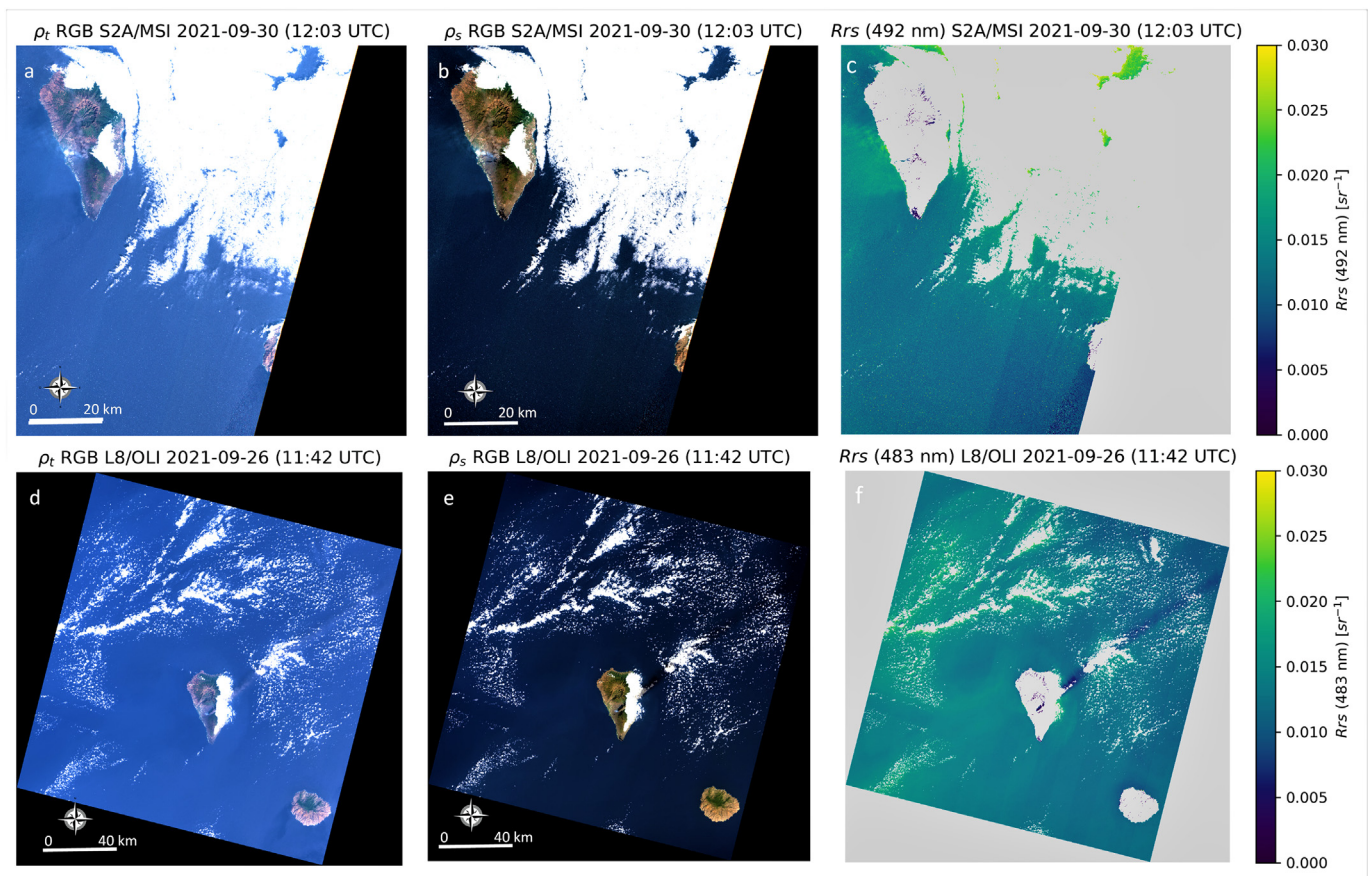 ρt RGB S2A/MSI 2021-09-30 (12:03 UTC)
ρs RGB S2A/MSI 2021-09-30 (12:03 UTC)
Rrs (492 nm) S2A/MSI 2021-09-30 (12:03 UTC)
a
b
c
0 20 km
0 20 km
0.030
0.025
0.020
0.015
0.010
0.005
0.000
Rrs (492 nm) [sr⁻¹]
ρt RGB L8/OLI 2021-09-26 (11:42 UTC)
ρs RGB L8/OLI 2021-09-26 (11:42 UTC)
Rrs (483 nm) L8/OLI 2021-09-26 (11:42 UTC)
d
e
f
0 40 km
0 40 km
0.030
0.025
0.020
0.015
0.010
0.005
0.000
Rrs (483 nm) [sr⁻¹]